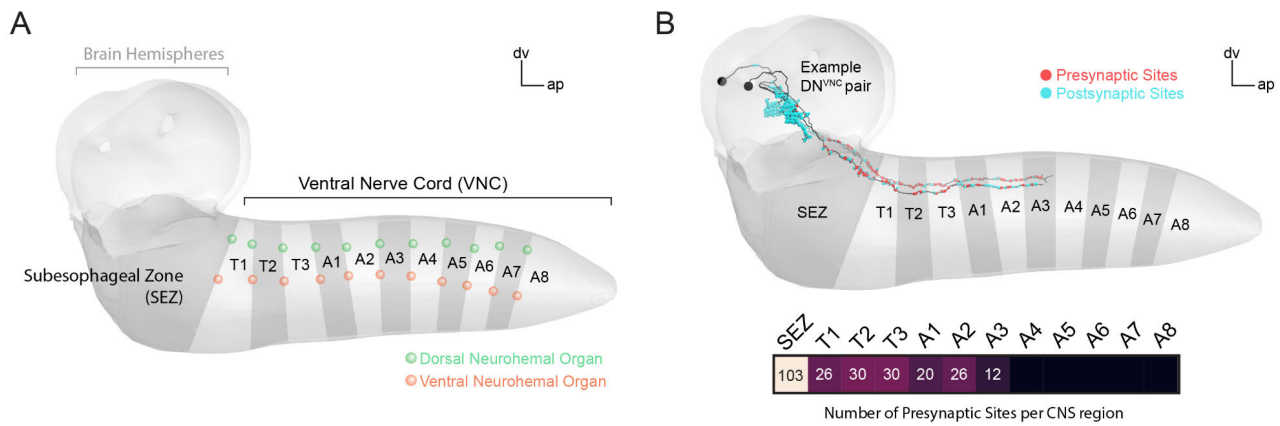 A
Brain Hemispheres
dv
ap
Ventral Nerve Cord (VNC)
Subesophageal Zone
(SEZ)
T1 T2 T3 A1 A2 A3 A4 A5 A6 A7 A8
Dorsal Neurohemal Organ
Ventral Neurohemal Organ
B
Example
DN^VNC pair
dv
ap
Presynaptic Sites
Postsynaptic Sites
SEZ T1 T2 T3 A1 A2 A3 A4 A5 A6 A7 A8
SEZ T1 T2 T3 A1 A2 A3 A4 A5 A6 A7 A8
103 26 30 30 20 26 12
Number of Presynaptic Sites per CNS region